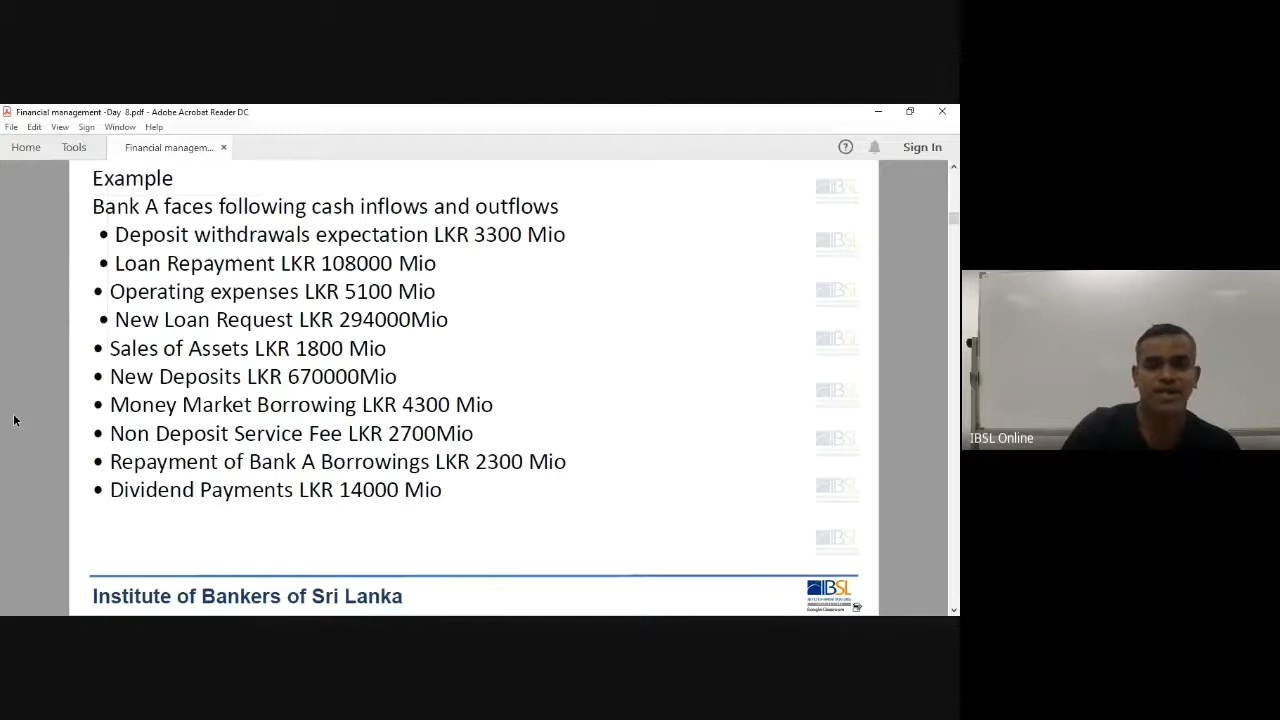 Financial management -Day 8.pdf - Adobe Acrobat Reader DC
File Edit View Sign Window Help
Home Tools Financial managem... × Sign In
Example
Bank A faces following cash inflows and outflows
• Deposit withdrawals expectation LKR 3300 Mio
• Loan Repayment LKR 108000 Mio
• Operating expenses LKR 5100 Mio
• New Loan Request LKR 294000Mio
• Sales of Assets LKR 1800 Mio
• New Deposits LKR 670000Mio
• Money Market Borrowing LKR 4300 Mio
• Non Deposit Service Fee LKR 2700Mio
• Repayment of Bank A Borrowings LKR 2300 Mio
• Dividend Payments LKR 14000 Mio
Institute of Bankers of Sri Lanka
IBSL
Google Classroom
IBSL Online